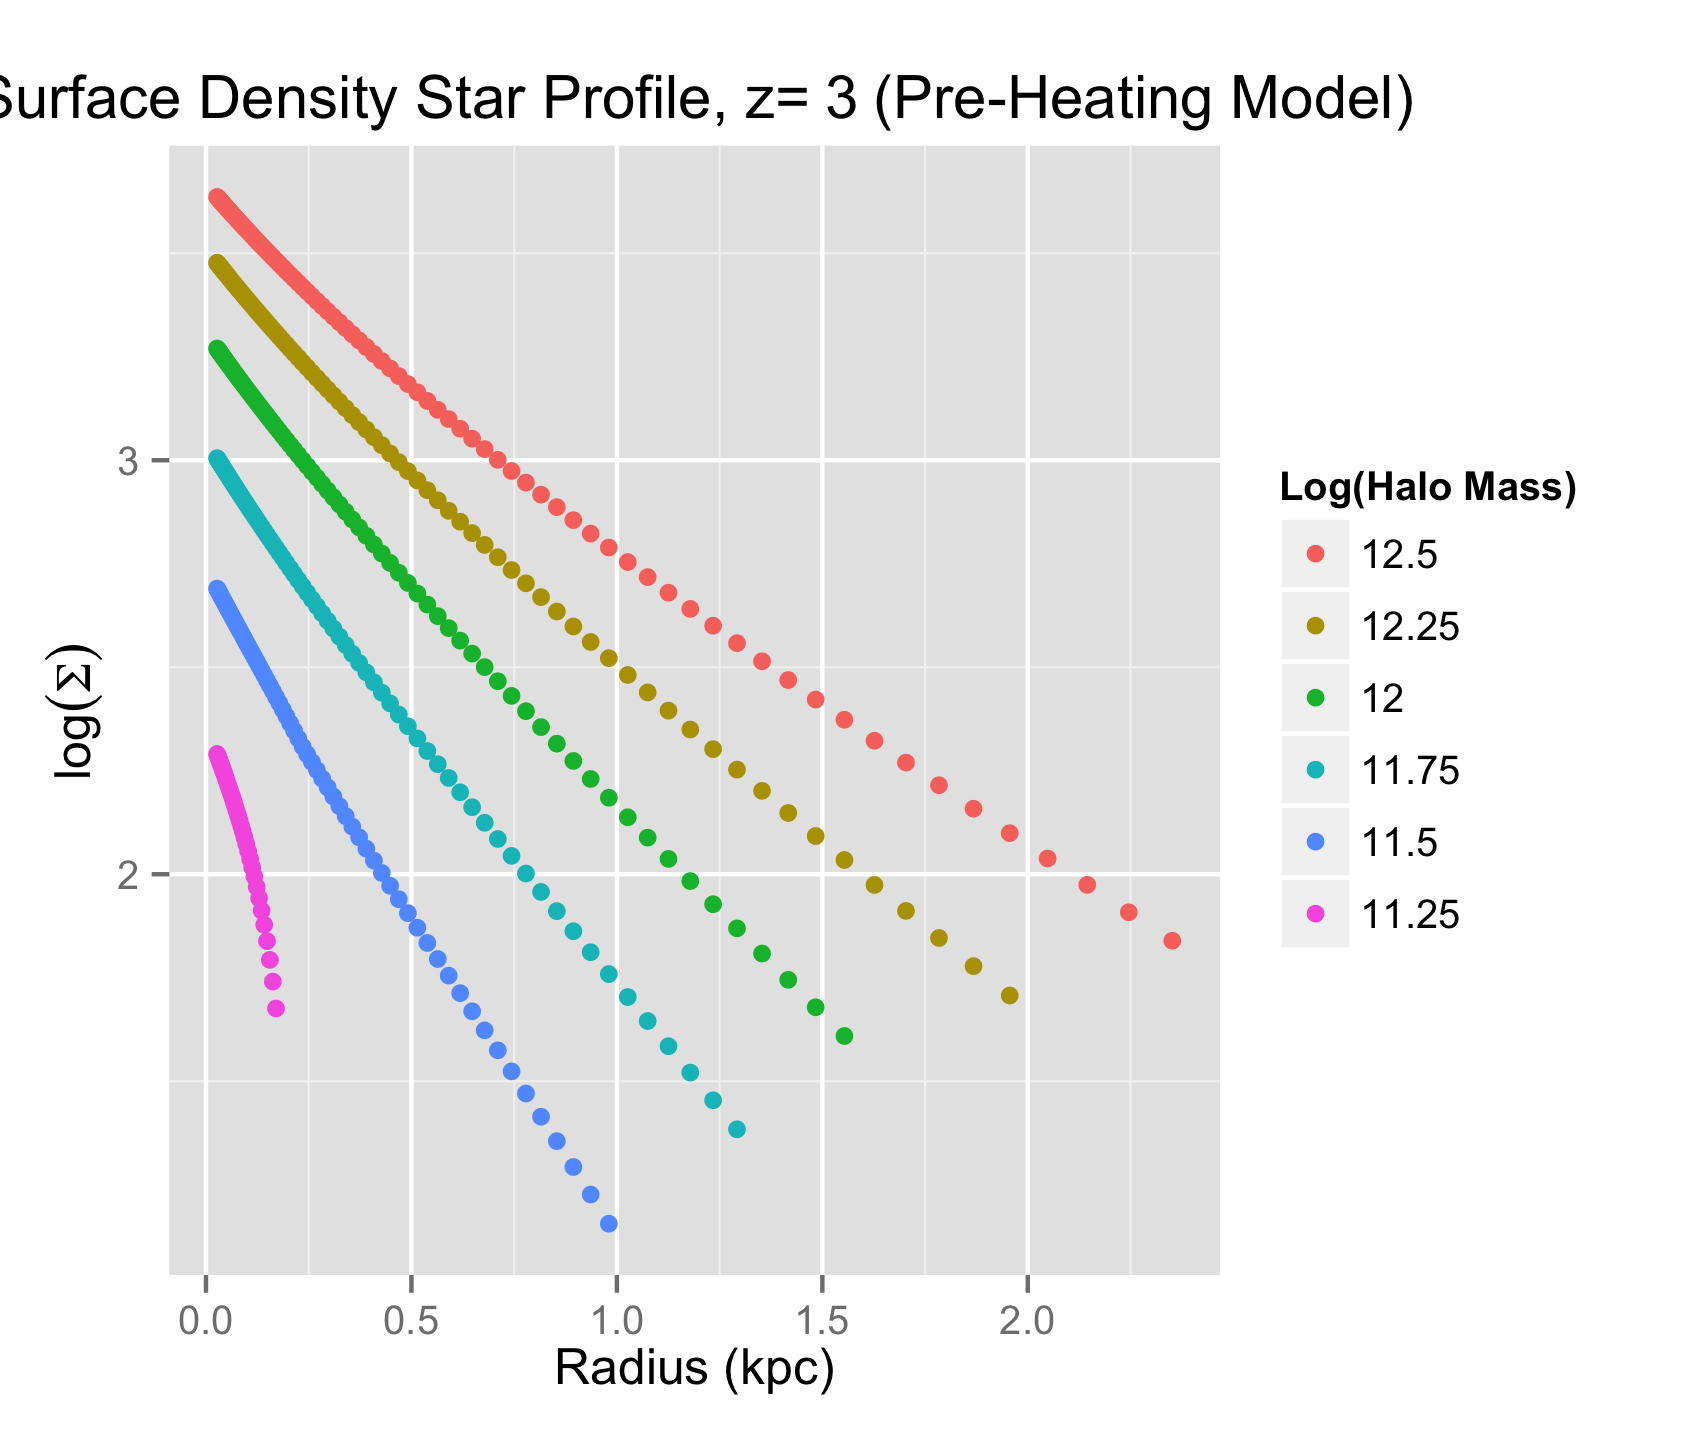 Surface Density Star Profile, z= 3 (Pre-Heating Model)
log(Σ)
3
2
0.0 0.5 1.0 1.5 2.0
Radius (kpc)
Log(Halo Mass)
12.5
12.25
12
11.75
11.5
11.25